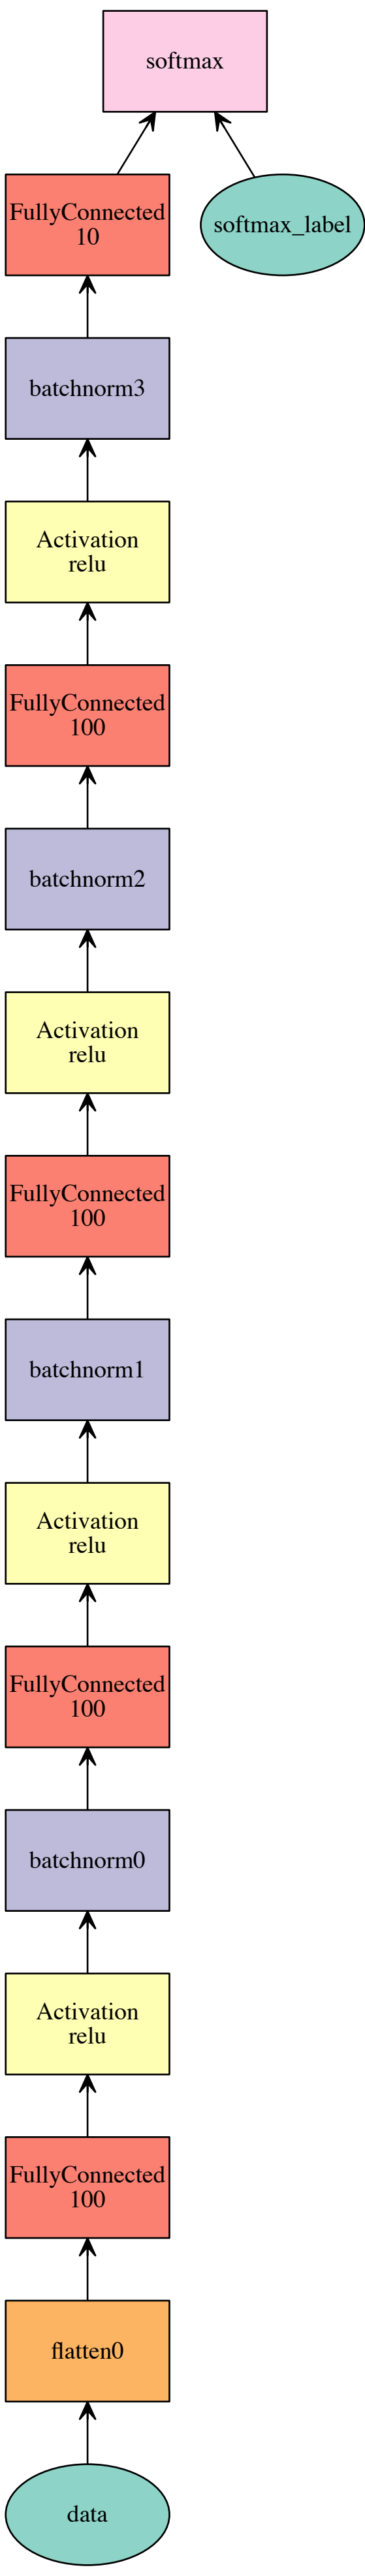 softmax
FullyConnected
10
softmax_label
batchnorm3
Activation
relu
FullyConnected
100
batchnorm2
Activation
relu
FullyConnected
100
batchnorm1
Activation
relu
FullyConnected
100
batchnorm0
Activation
relu
FullyConnected
100
flatten0
data